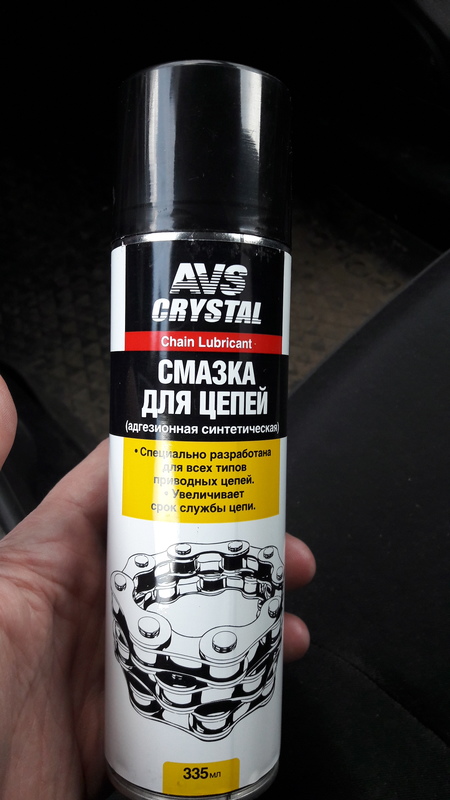 AVS
CRYSTAL
Chain Lubricant
СМАЗКА
ДЛЯ ЦЕПЕЙ
(адгезионная синтетическая)
• Специально разработана
для всех типов
приводных цепей.
• Увеличивает
срок службы цепи.
335мл